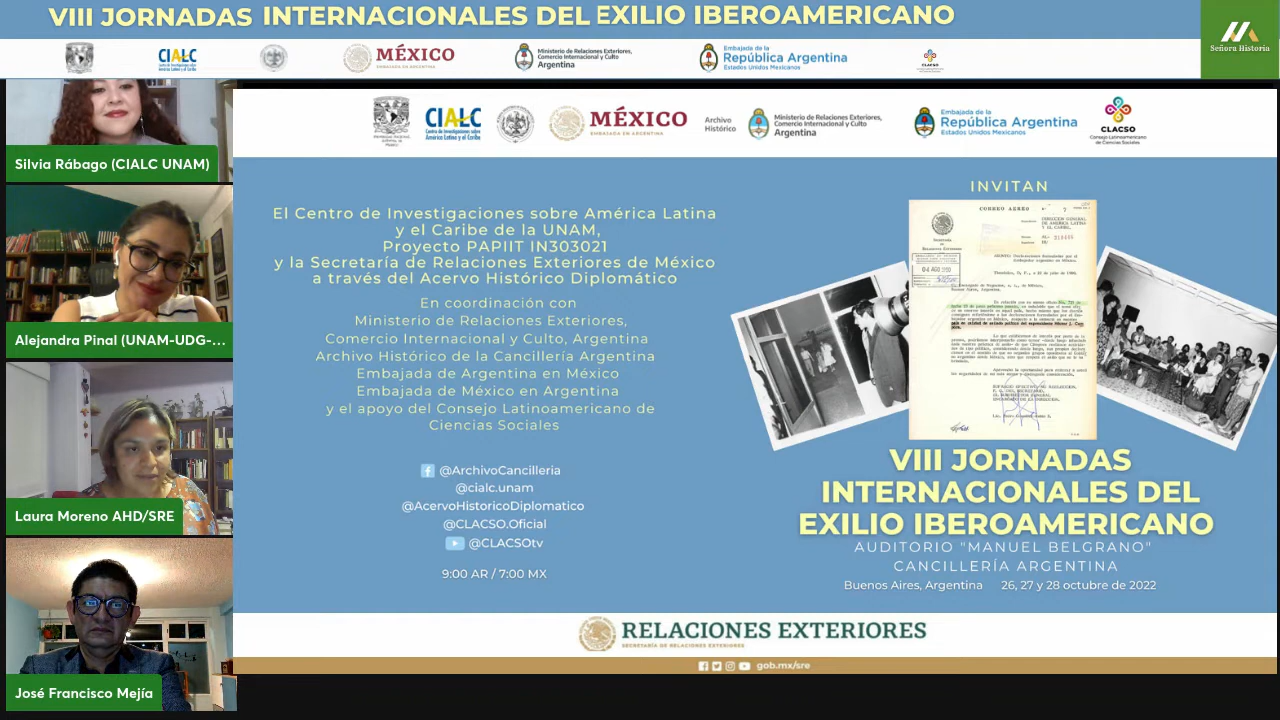 VIII JORNADAS INTERNACIONALES DEL EXILIO IBEROAMERICANO
CIALC
MÉXICO
EMBAJADA EN ARGENTINA
Ministerio de Relaciones Exteriores,
Comercio Internacional y Culto
Argentina
Embajada de la
República Argentina
Estados Unidos Mexicanos
CLACSO
Señora Historia
Silvia Rábago (CIALC UNAM)
Alejandra Pinal (UNAM-UDG-...
Laura Moreno AHD/SRE
José Francisco Mejía
CIALC
Centro de Investigaciones sobre
América Latina y el Caribe
MÉXICO
EMBAJADA EN ARGENTINA
Archivo
Histórico
Ministerio de Relaciones Exteriores,
Comercio Internacional y Culto
Argentina
Embajada de la
República Argentina
Estados Unidos Mexicanos
CLACSO
Consejo Latinoamericano
de Ciencias Sociales
El Centro de Investigaciones sobre América Latina
y el Caribe de la UNAM,
Proyecto PAPIIT IN303021
y la Secretaría de Relaciones Exteriores de México
a través del Acervo Histórico Diplomático
En coordinación con
Ministerio de Relaciones Exteriores,
Comercio Internacional y Culto, Argentina
Archivo Histórico de la Cancillería Argentina
Embajada de Argentina en México
Embajada de México en Argentina
y el apoyo del Consejo Latinoamericano de
Ciencias Sociales
@ArchivoCancilleria
@cialc.unam
@AcervoHistoricoDiplomatico
@CLACSO.Oficial
@CLACSOtv
9:00 AR / 7:00 MX
INVITAN
CORREO AEREO
VIII JORNADAS
INTERNACIONALES DEL
EXILIO IBEROAMERICANO
AUDITORIO "MANUEL BELGRANO"
CANCILLERÍA ARGENTINA
Buenos Aires, Argentina 26, 27 y 28 octubre de 2022
RELACIONES EXTERIORES
SECRETARÍA DE RELACIONES EXTERIORES
gob.mx/sre